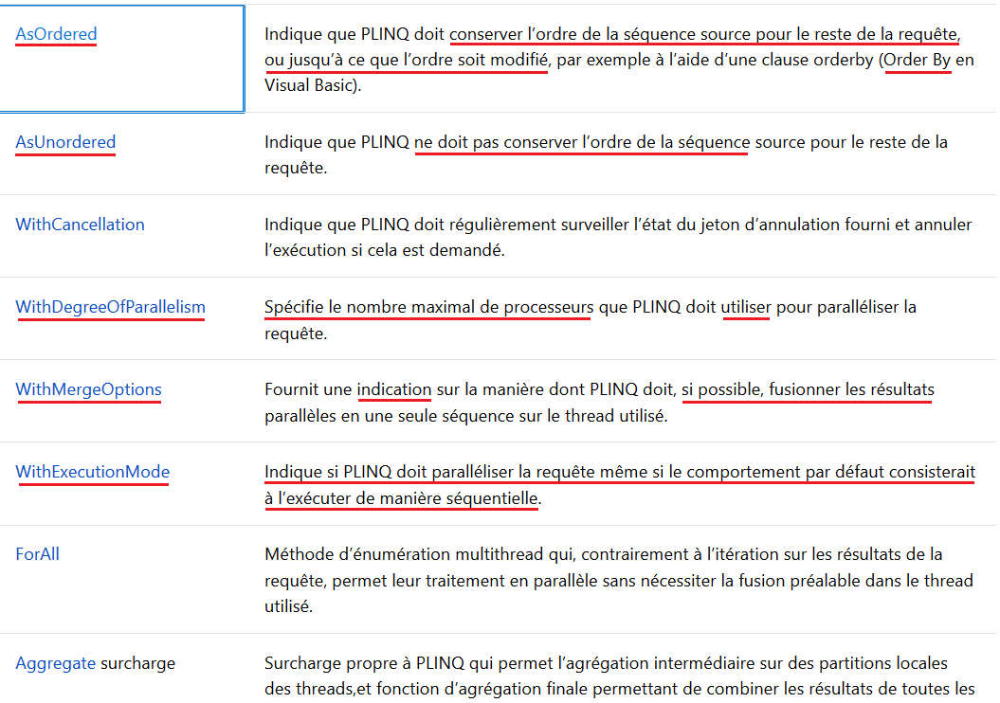 AsOrdered
Indique que PLINQ doit conserver l’ordre de la séquence source pour le reste de la requête,
ou jusqu’à ce que l’ordre soit modifié, par exemple à l’aide d’une clause orderby (Order By en
Visual Basic).
AsUnordered
Indique que PLINQ ne doit pas conserver l’ordre de la séquence source pour le reste de la
requête.
WithCancellation
Indique que PLINQ doit régulièrement surveiller l’état du jeton d’annulation fourni et annuler
l’exécution si cela est demandé.
WithDegreeOfParallelism
Spécifie le nombre maximal de processeurs que PLINQ doit utiliser pour paralléliser la
requête.
WithMergeOptions
Fournit une indication sur la manière dont PLINQ doit, si possible, fusionner les résultats
parallèles en une seule séquence sur le thread utilisé.
WithExecutionMode
Indique si PLINQ doit paralléliser la requête même si le comportement par défaut consisterait
à l’exécuter de manière séquentielle.
ForAll
Méthode d’énumération multithread qui, contrairement à l’itération sur les résultats de la
requête, permet leur traitement en parallèle sans nécessiter la fusion préalable dans le thread
utilisé.
Aggregate surcharge
Surcharge propre à PLINQ qui permet l’agrégation intermédiaire sur des partitions locales
des threads,et fonction d’agrégation finale permettant de combiner les résultats de toutes les